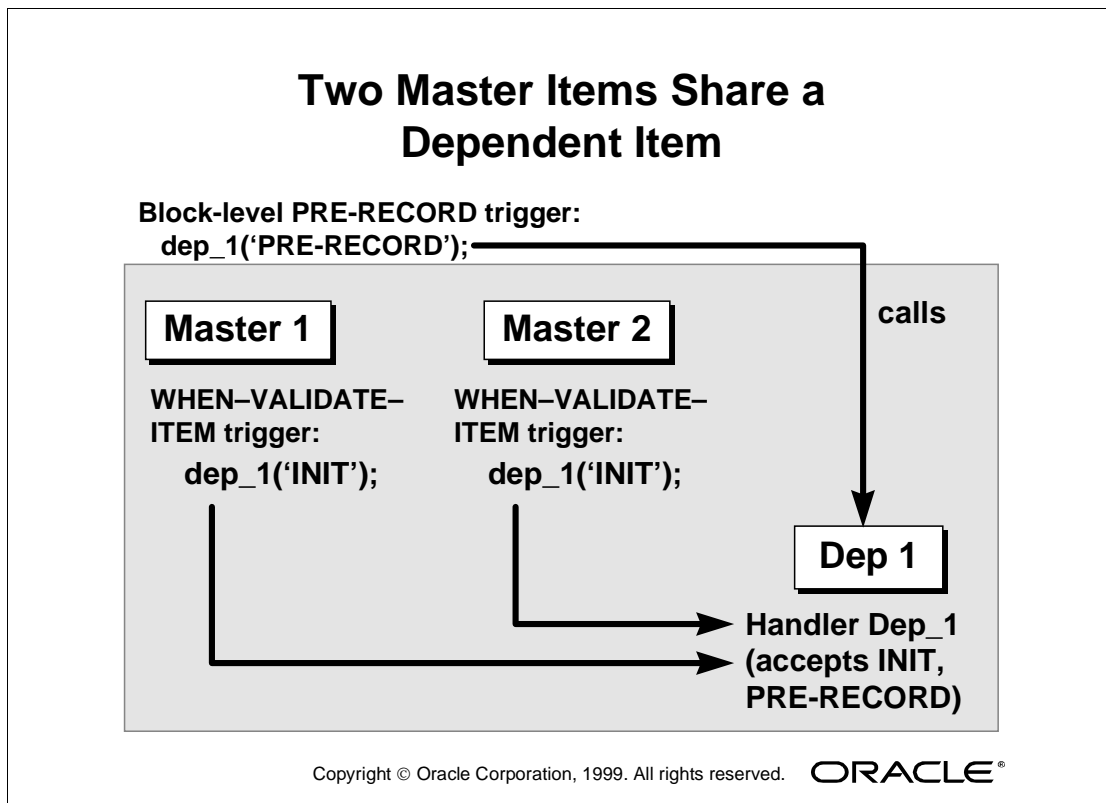 Two Master Items Share a
Dependent Item
Block-level PRE-RECORD trigger:
dep_1(‘PRE-RECORD’);
calls
Master 1
Master 2
WHEN–VALIDATE–
ITEM trigger:
dep_1(‘INIT’);
WHEN–VALIDATE–
ITEM trigger:
dep_1(‘INIT’);
Dep 1
Handler Dep_1
(accepts INIT,
PRE-RECORD)
Copyright © Oracle Corporation, 1999. All rights reserved.
ORACLE®